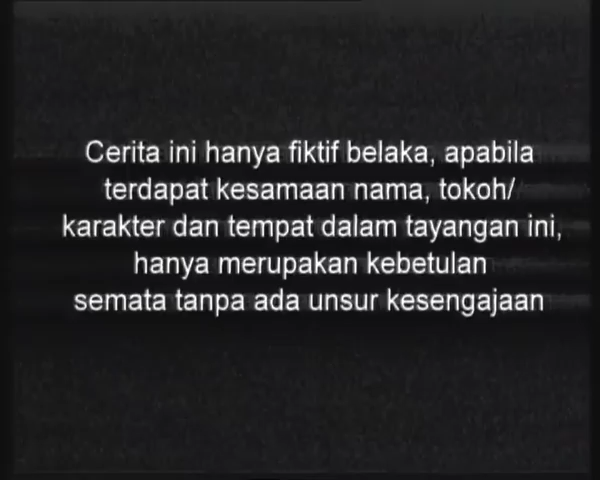 Cerita ini hanya fiktif belaka, apabila
terdapat kesamaan nama, tokoh/
karakter dan tempat dalam tayangan ini,
hanya merupakan kebetulan
semata tanpa ada unsur kesengajaan